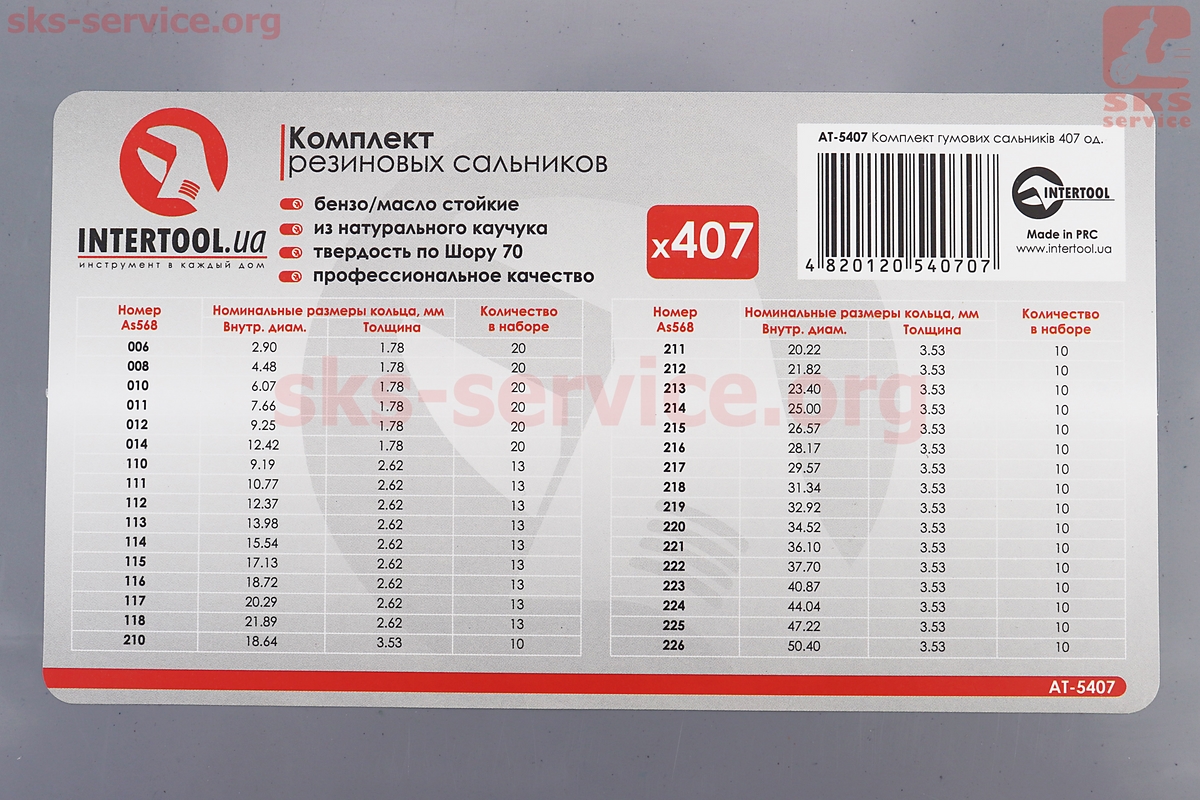 sks-service.org
SKS
service
INTERTOOL.ua
инструмент в каждый дом
Комплект
резиновых сальников
бензо/масло стойкие
из натурального каучука
твердость по Шору 70
профессиональное качество
x407
AT-5407 Комплект гумових сальників 407 од.
4 820120 540707
INTERTOOL
Made in PRC
www.intertool.ua
Номер Номинальные размеры кольца, мм Количество
As568 Внутр. диам. Толщина в наборе
006 2.90 1.78 20
008 4.48 1.78 20
010 6.07 1.78 20
011 7.66 1.78 20
012 9.25 1.78 20
014 12.42 1.78 20
110 9.19 2.62 13
111 10.77 2.62 13
112 12.37 2.62 13
113 13.98 2.62 13
114 15.54 2.62 13
115 17.13 2.62 13
116 18.72 2.62 13
117 20.29 2.62 13
118 21.89 2.62 13
210 18.64 3.53 10
Номер Номинальные размеры кольца, мм Количество
As568 Внутр. диам. Толщина в наборе
211 20.22 3.53 10
212 21.82 3.53 10
213 23.40 3.53 10
214 25.00 3.53 10
215 26.57 3.53 10
216 28.17 3.53 10
217 29.57 3.53 10
218 31.34 3.53 10
219 32.92 3.53 10
220 34.52 3.53 10
221 36.10 3.53 10
222 37.70 3.53 10
223 40.87 3.53 10
224 44.04 3.53 10
225 47.22 3.53 10
226 50.40 3.53 10
sks-service.org
AT-5407